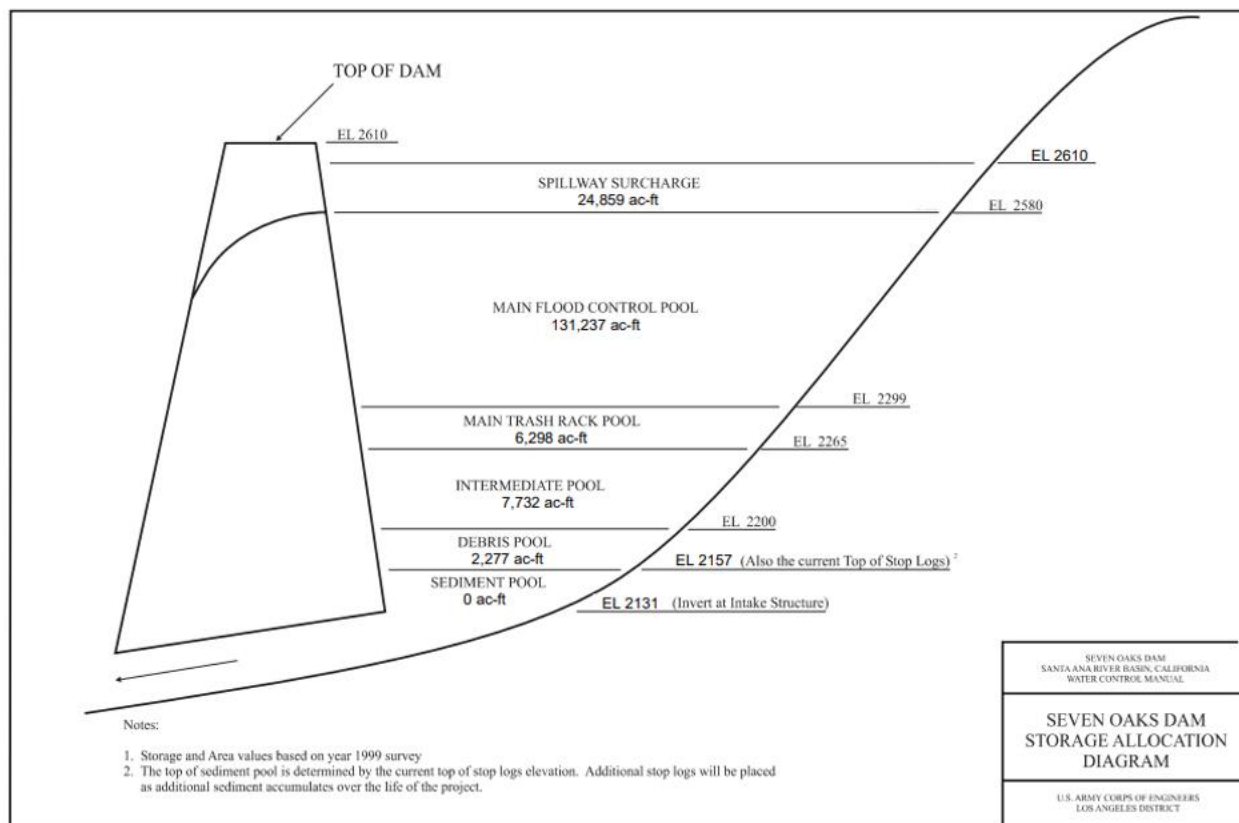 TOP OF DAM
EL 2610
EL 2610
SPILLWAY SURCHARGE
24,859 ac-ft
EL 2580
MAIN FLOOD CONTROL POOL
131,237 ac-ft
EL 2299
MAIN TRASH RACK POOL
6,298 ac-ft
EL 2265
INTERMEDIATE POOL
7,732 ac-ft
EL 2200
DEBRIS POOL
2,277 ac-ft
EL 2157 (Also the current Top of Stop Logs) 2
SEDIMENT POOL
0 ac-ft
EL 2131 (Invert at Intake Structure)
Notes:
1. Storage and Area values based on year 1999 survey
2. The top of sediment pool is determined by the current top of stop logs elevation. Additional stop logs will be placed
as additional sediment accumulates over the life of the project.
SEVEN OAKS DAM
SANTA ANA RIVER BASIN, CALIFORNIA
WATER CONTROL MANUAL
SEVEN OAKS DAM
STORAGE ALLOCATION
DIAGRAM
U.S. ARMY CORPS OF ENGINEERS
LOS ANGELES DISTRICT